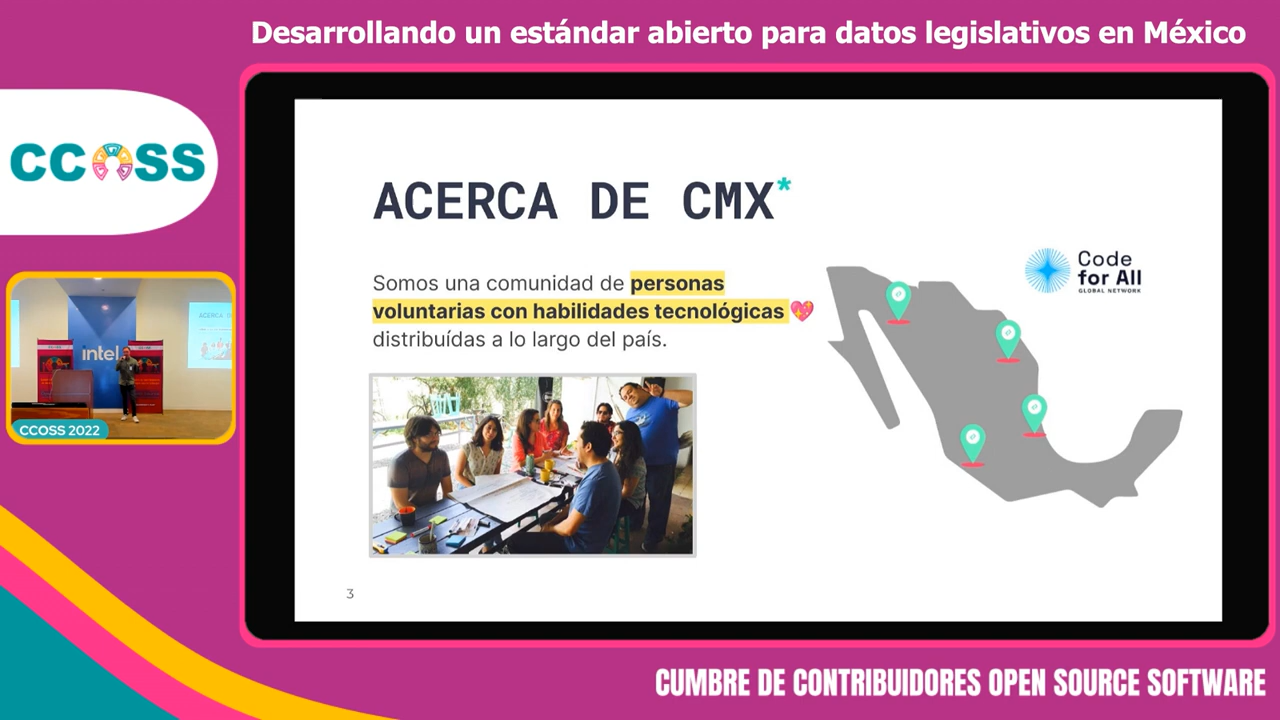 Desarrollando un estándar abierto para datos legislativos en México
CCOSS
ACERCA DE CMX*
Somos una comunidad de personas
voluntarias con habilidades tecnológicas 💖
distribuídas a lo largo del país.
Code
for All
GLOBAL NETWORK
intel
CCOSS 2022
3
CUMBRE DE CONTRIBUIDORES OPEN SOURCE SOFTWARE